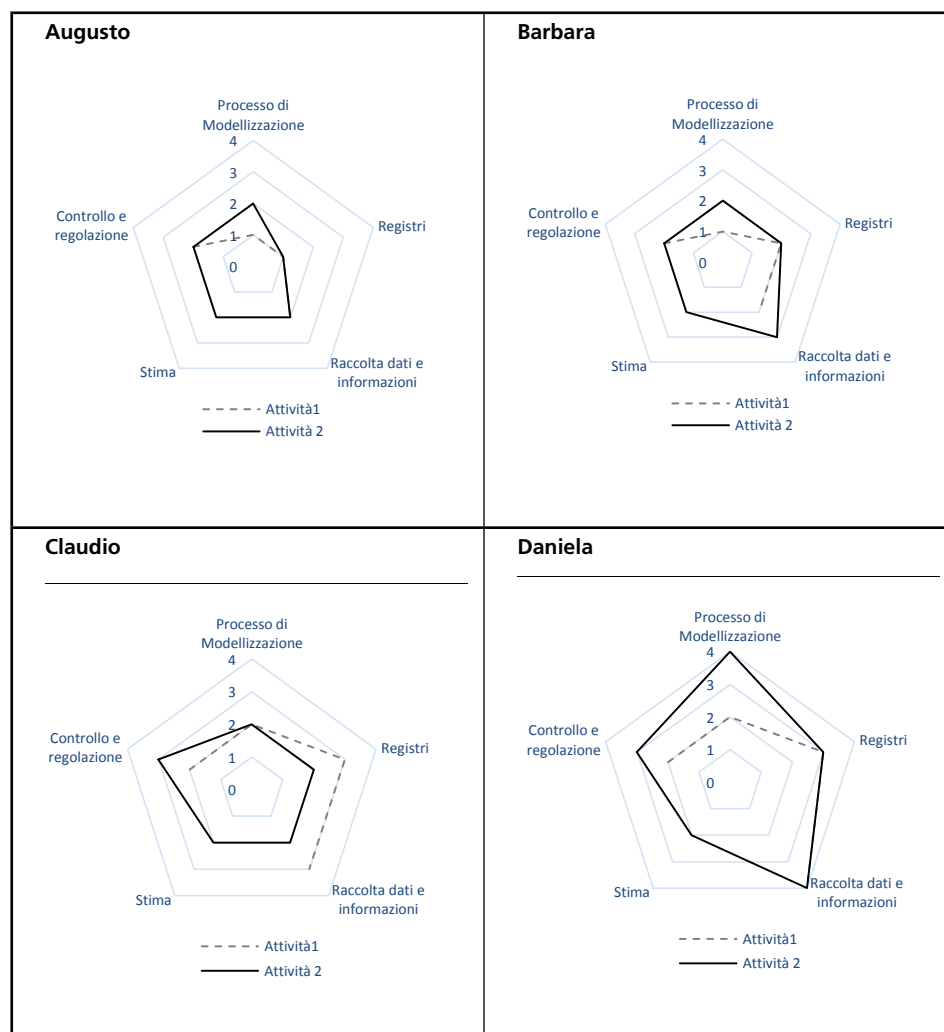 Augusto
Processo di
Modellizzazione
4
3
2
1
0
Controllo e
regolazione
Registri
Stima
Raccolta dati e
informazioni
Attività1
Attività 2
Barbara
Processo di
Modellizzazione
4
3
2
1
0
Controllo e
regolazione
Registri
Stima
Raccolta dati e
informazioni
Attività1
Attività 2
Claudio
Processo di
Modellizzazione
4
3
2
1
0
Controllo e
regolazione
Registri
Stima
Raccolta dati e
informazioni
Attività1
Attività 2
Daniela
Processo di
Modellizzazione
4
3
2
1
0
Controllo e
regolazione
Registri
Stima
Raccolta dati e
informazioni
Attività1
Attività 2